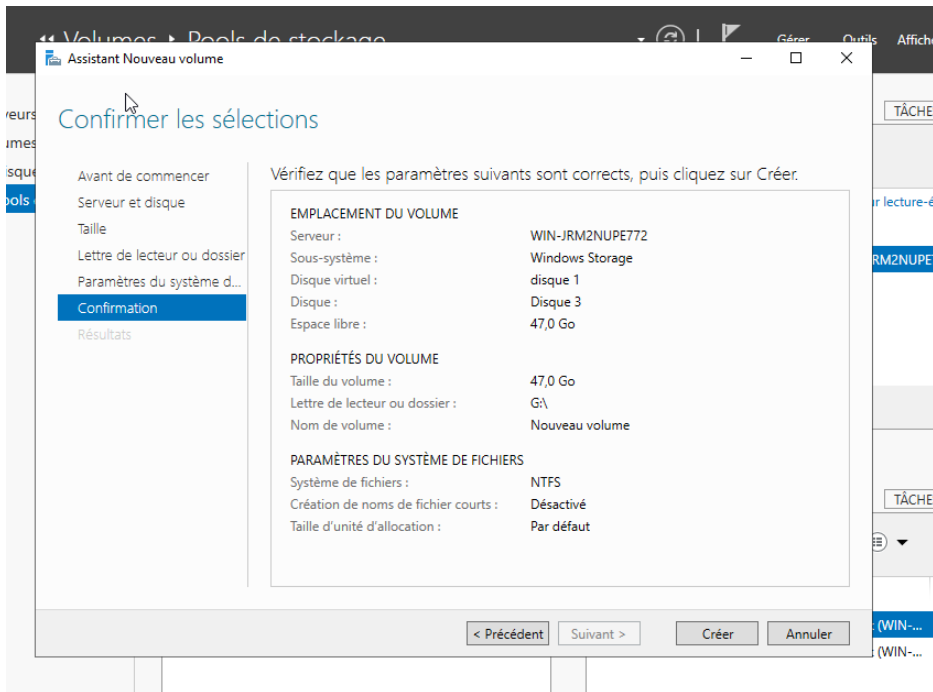 Volumes Pools de stockage
Gérer Outils
Assistant Nouveau volume
TÂCHE
Confirmer les sélections
Avant de commencer
Serveur et disque
Taille
Lettre de lecteur ou dossier
Paramètres du système d...
Confirmation
Résultats
Vérifiez que les paramètres suivants sont corrects, puis cliquez sur Créer.
EMPLACEMENT DU VOLUME
Serveur : WIN-JRM2NUPE772
Sous-système : Windows Storage
Disque virtuel : disque 1
Disque : Disque 3
Espace libre : 47,0 Go
PROPRIÉTÉS DU VOLUME
Taille du volume : 47,0 Go
Lettre de lecteur ou dossier : G:\
Nom de volume : Nouveau volume
PARAMÈTRES DU SYSTÈME DE FICHIERS
Système de fichiers : NTFS
Création de noms de fichier courts : Désactivé
Taille d'unité d'allocation : Par défaut
< Précédent Suivant > Créer Annuler
TÂCHE
(WIN-...
(WIN-...